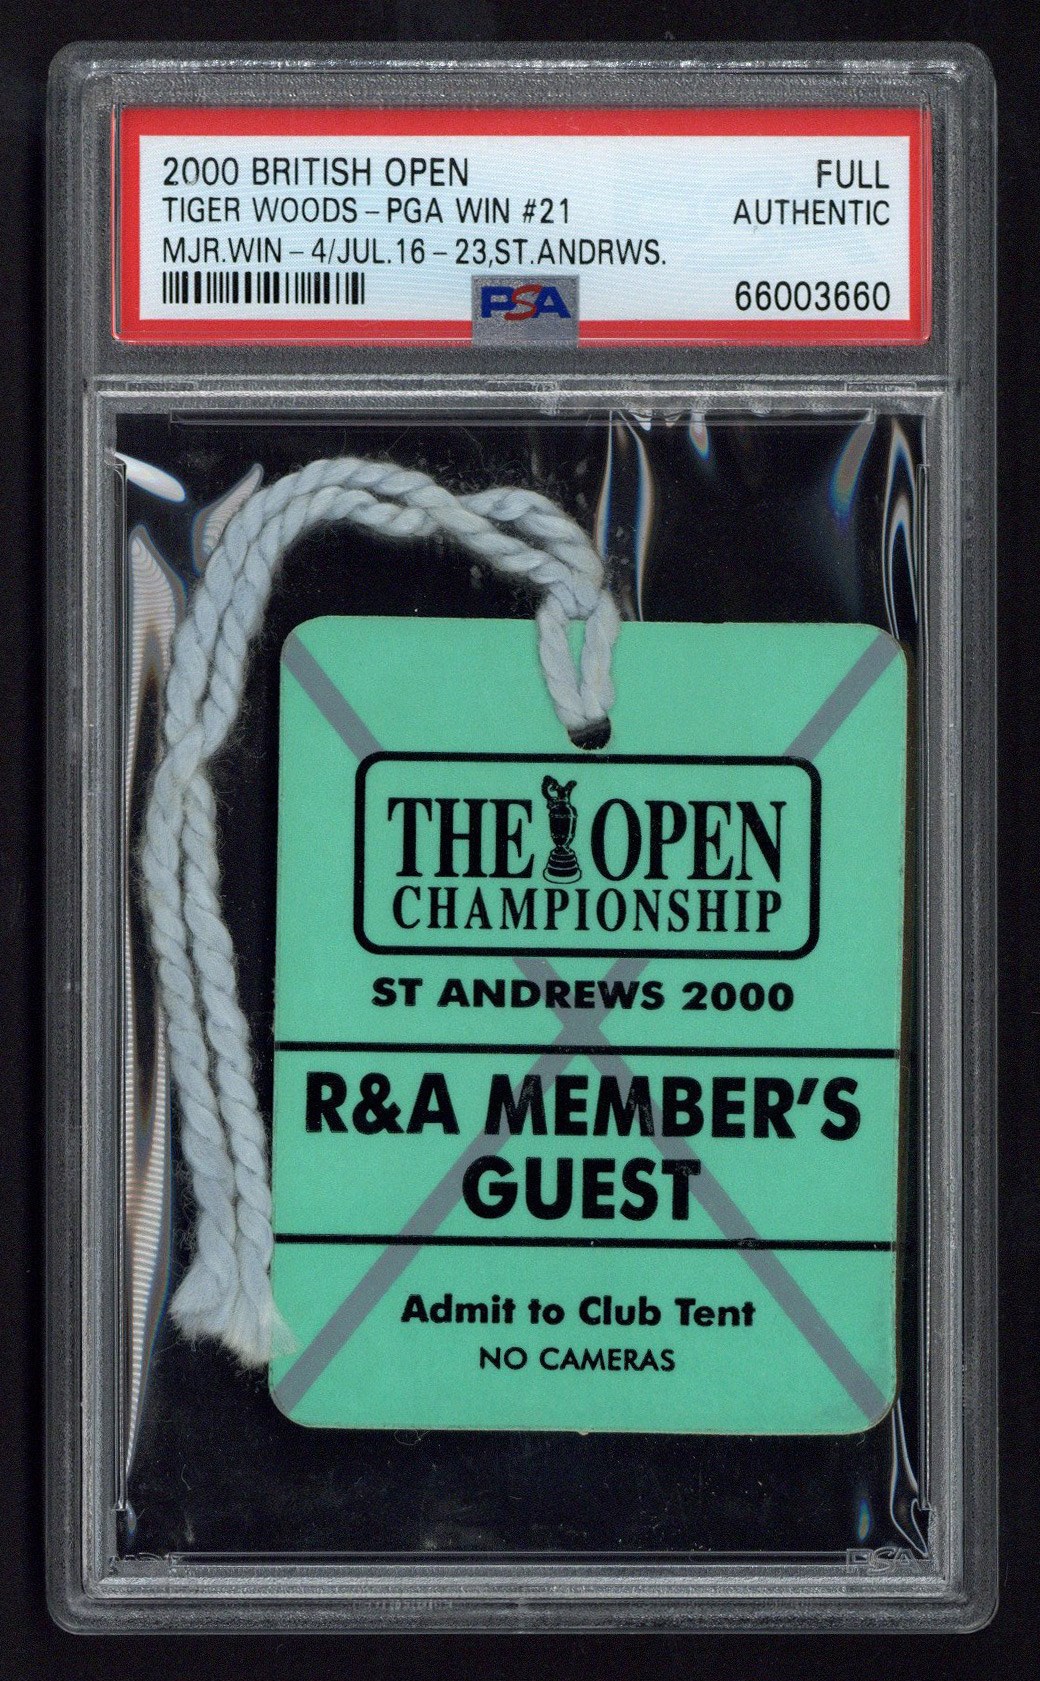 2000 BRITISH OPEN
FULL
TIGER WOODS - PGA WIN #21
AUTHENTIC
MJR.WIN - 4/JUL.16 - 23,ST.ANDRWS.
PSA
66003660
THE OPEN
CHAMPIONSHIP
ST ANDREWS 2000
R&A MEMBER'S
GUEST
Admit to Club Tent
NO CAMERAS
PSA